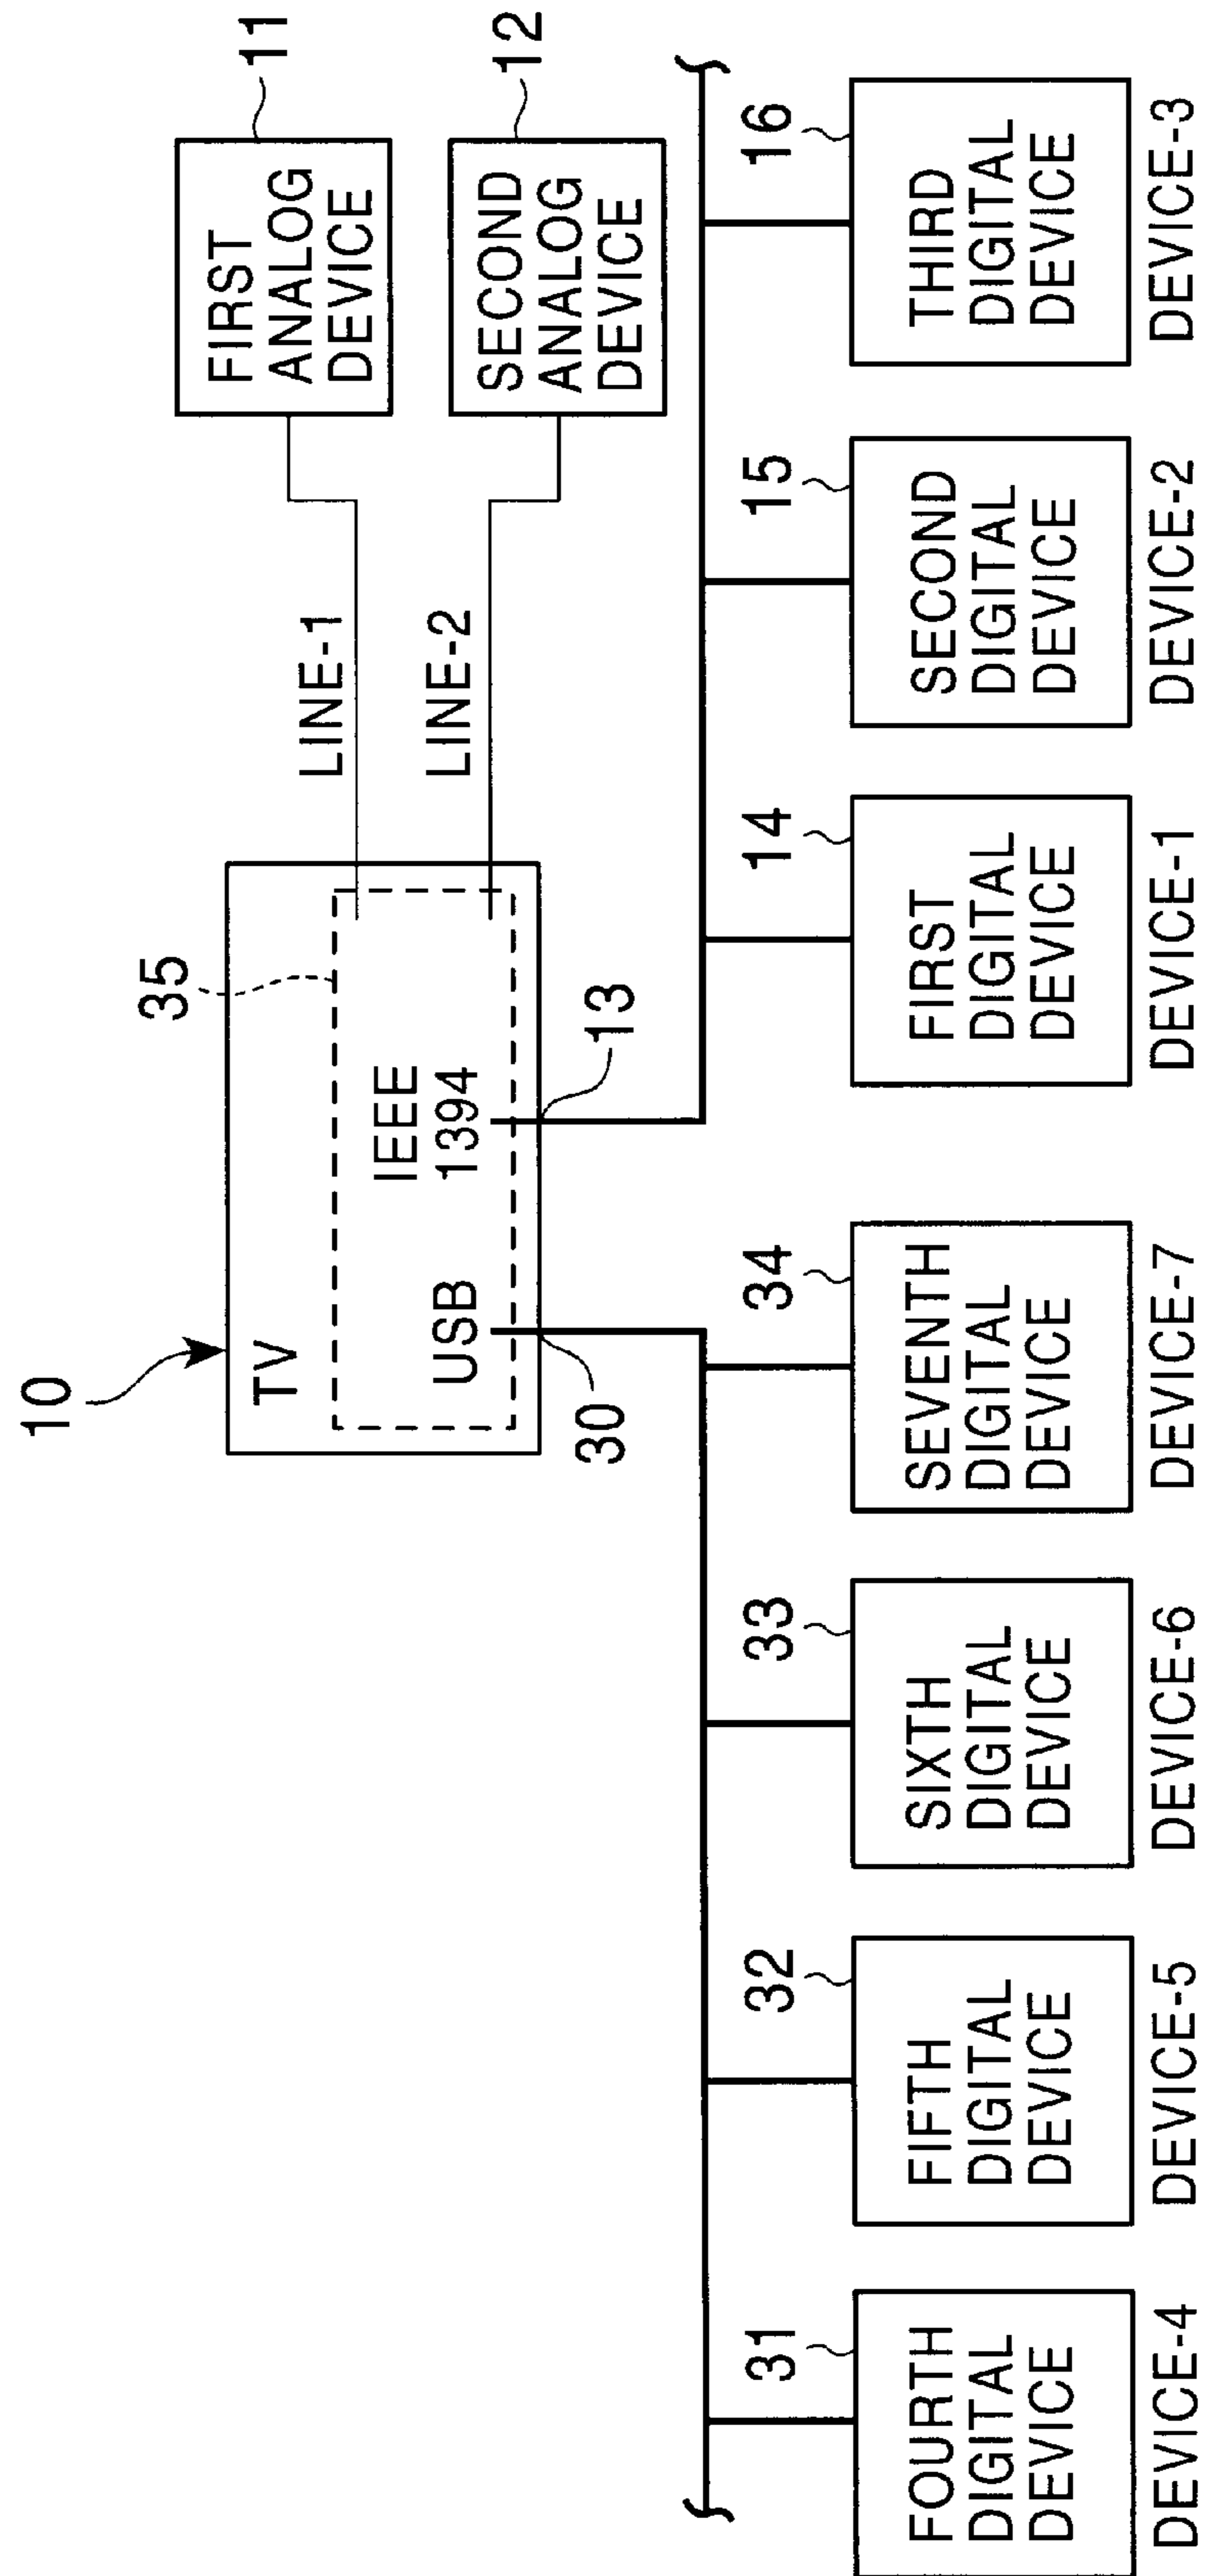 10
35
TV
USB
IEEE
1394
30
13
LINE-1
LINE-2
11
FIRST
ANALOG
DEVICE
12
SECOND
ANALOG
DEVICE
31
FOURTH
DIGITAL
DEVICE
DEVICE-4
32
FIFTH
DIGITAL
DEVICE
DEVICE-5
33
SIXTH
DIGITAL
DEVICE
DEVICE-6
34
SEVENTH
DIGITAL
DEVICE
DEVICE-7
14
FIRST
DIGITAL
DEVICE
DEVICE-1
15
SECOND
DIGITAL
DEVICE
DEVICE-2
16
THIRD
DIGITAL
DEVICE
DEVICE-3